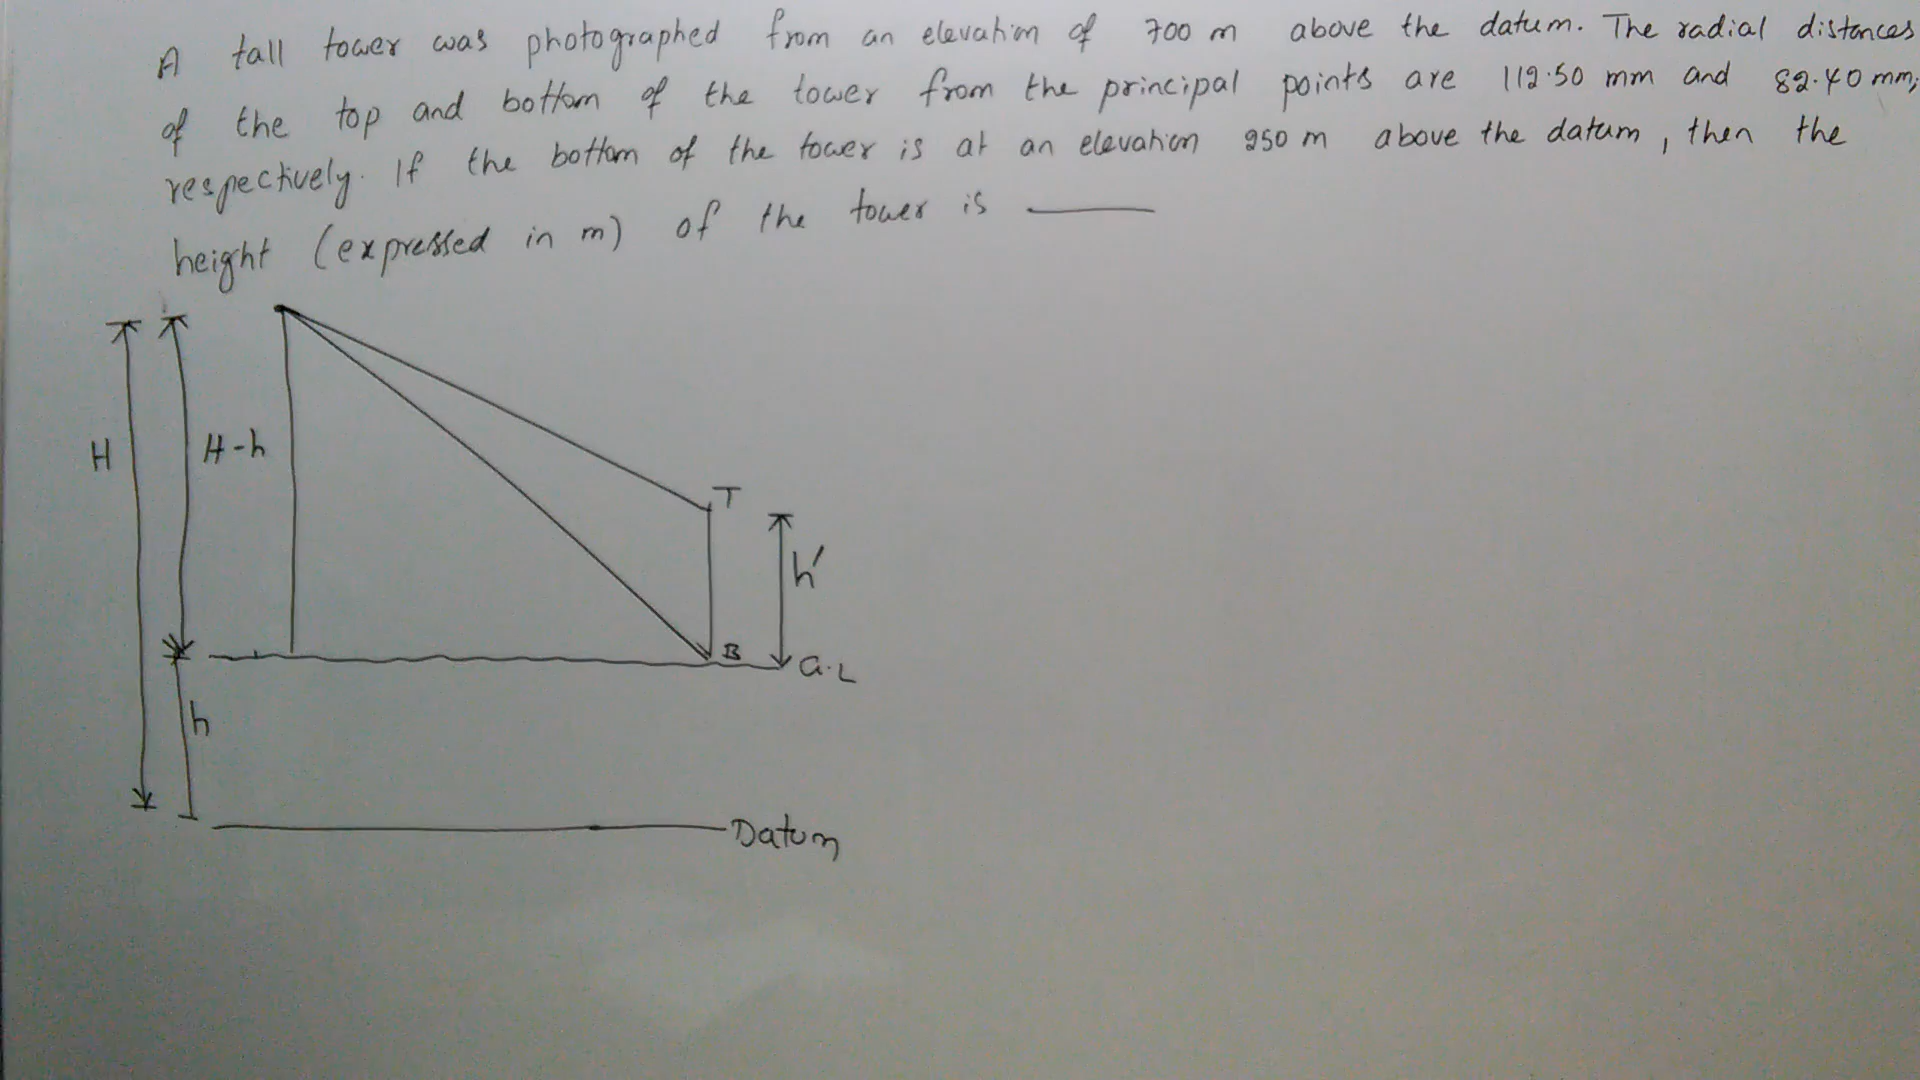 A tall tower was photographed from an elevation of 700 m above the datum. The radial distances
of the top and bottom of the tower from the principal points are 112.50 mm and 82.40 mm,
respectively. If the bottom of the tower is at an elevation 250 m above the datum, then the
height (expressed in m) of the tower is ____
H
H-h
T
h'
B
G.L
h
Datum